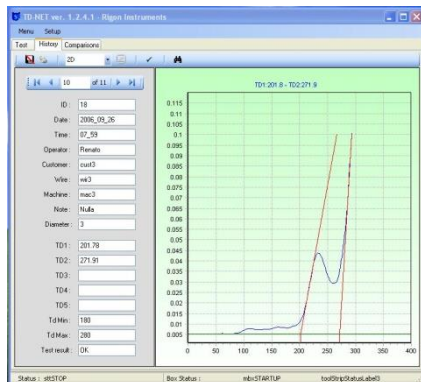 TD-NET ver. 1.2.4.1 - Rigon Instruments
Menu Setup
Test History Comparisons
2D
10 of 11
ID : 18
Date : 2006_09_26
Time : 07_59
Operator : Renato
Customer : cust3
Wire : wir3
Machine : mac3
Note : Nulla
Diameter : 3
TD1 : 201.78
TD2 : 271.91
TD3 :
TD4 :
TD5 :
Td Min : 180
Td Max : 280
Test result : OK
TD1:201.8 - TD2:271.9
0.115
0.11
0.105
0.1
0.095
0.09
0.085
0.08
0.075
0.07
0.065
0.06
0.055
0.05
0.045
0.04
0.035
0.03
0.025
0.02
0.015
0.01
0.005
0 50 100 150 200 250 300 350 400
Status : sttSTOP Box Status : mbxSTARTUP toolStripStatusLabel3